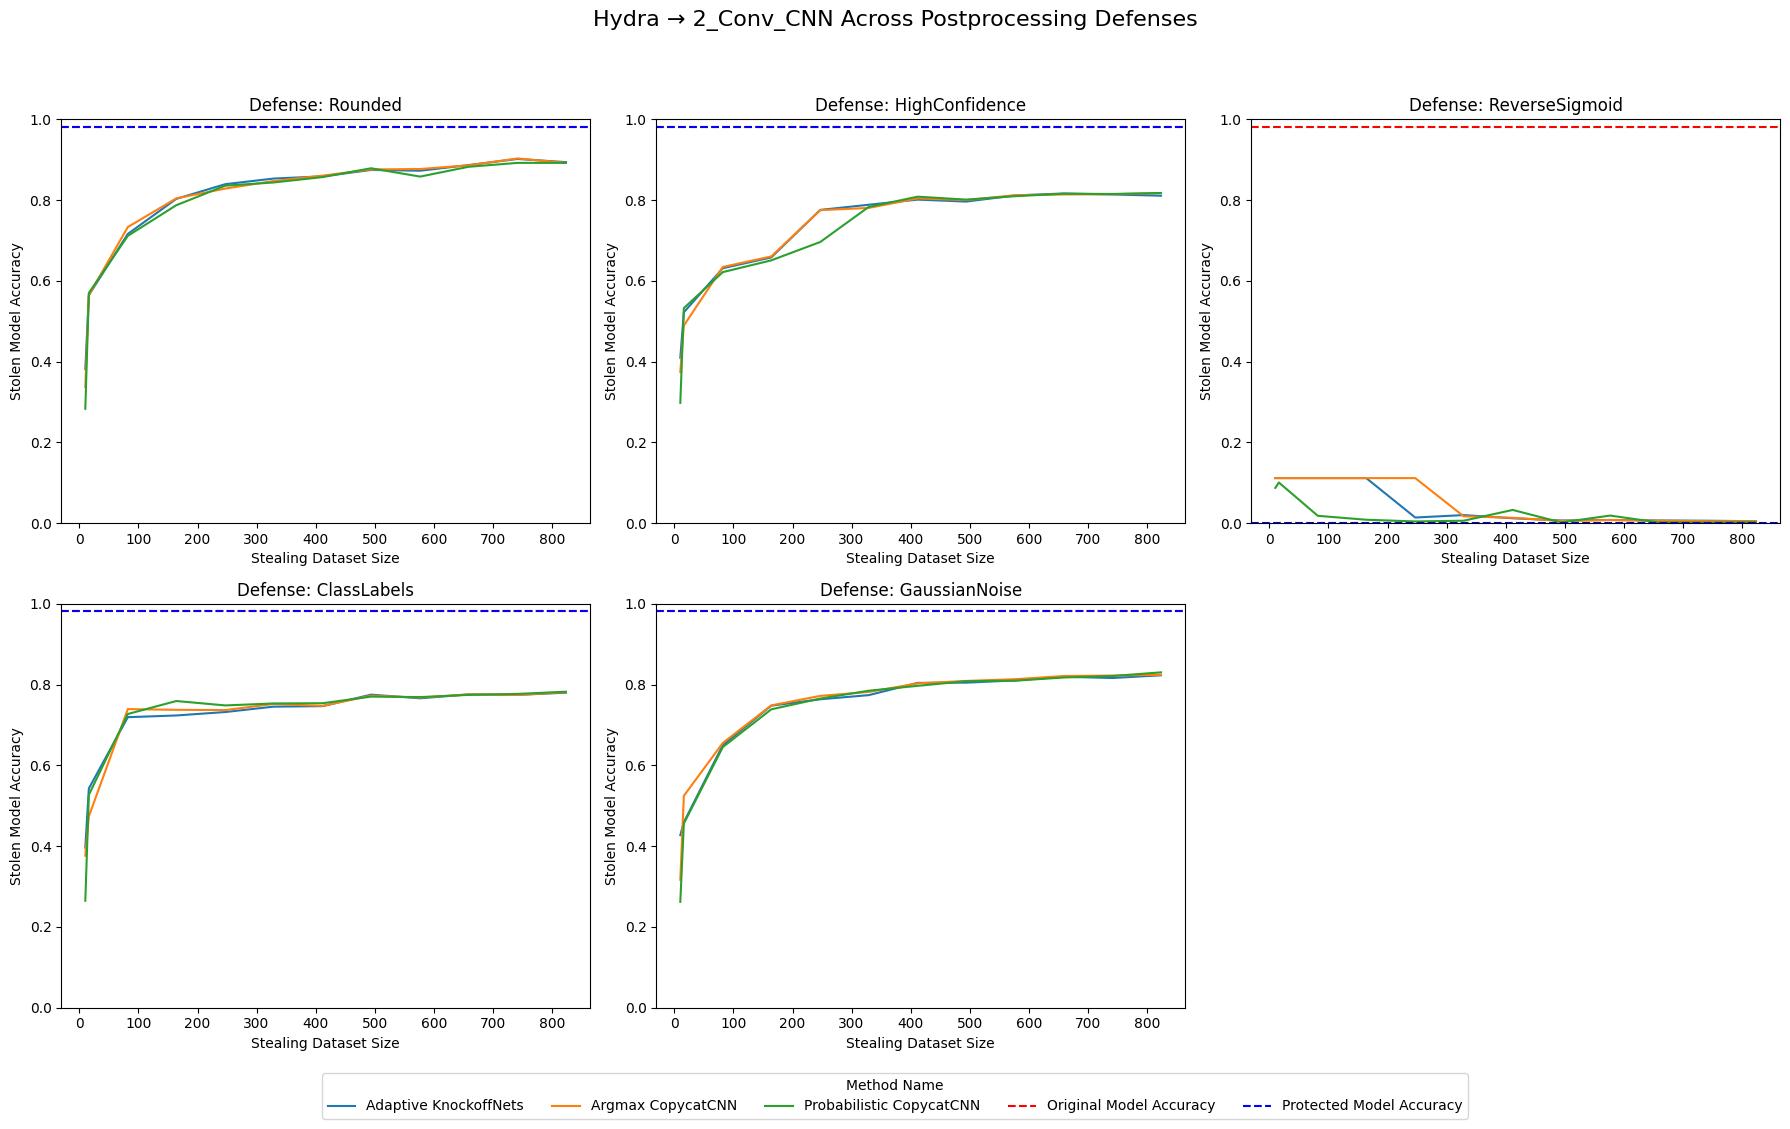 Hydra → 2_Conv_CNN Across Postprocessing Defenses
Defense: Rounded
Stolen Model Accuracy
1.0
0.8
0.6
0.4
0.2
0.0
0 100 200 300 400 500 600 700 800
Stealing Dataset Size
Defense: HighConfidence
Stolen Model Accuracy
1.0
0.8
0.6
0.4
0.2
0.0
0 100 200 300 400 500 600 700 800
Stealing Dataset Size
Defense: ReverseSigmoid
Stolen Model Accuracy
1.0
0.8
0.6
0.4
0.2
0.0
0 100 200 300 400 500 600 700 800
Stealing Dataset Size
Defense: ClassLabels
Stolen Model Accuracy
1.0
0.8
0.6
0.4
0.2
0.0
0 100 200 300 400 500 600 700 800
Stealing Dataset Size
Defense: GaussianNoise
Stolen Model Accuracy
1.0
0.8
0.6
0.4
0.2
0.0
0 100 200 300 400 500 600 700 800
Stealing Dataset Size
Method Name
Adaptive KnockoffNets Argmax CopycatCNN Probabilistic CopycatCNN Original Model Accuracy Protected Model Accuracy